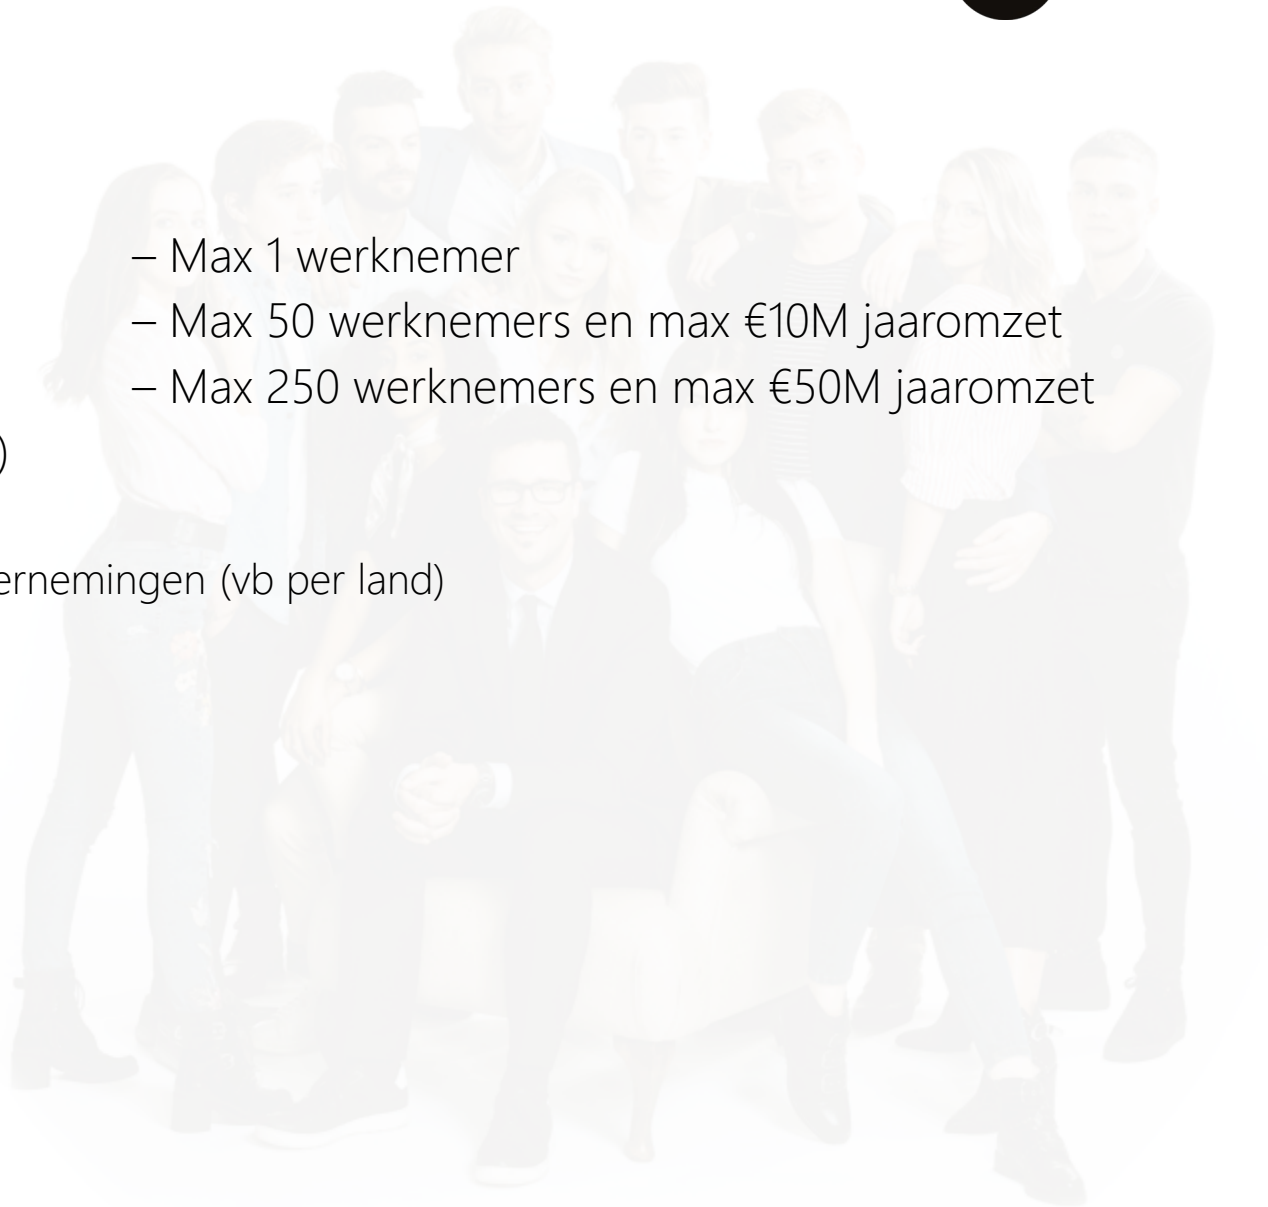 – Max 1 werknemer
– Max 50 werknemers en max €10M jaaromzet
– Max 250 werknemers en max €50M jaaromzet
)
ernemingen (vb per land)